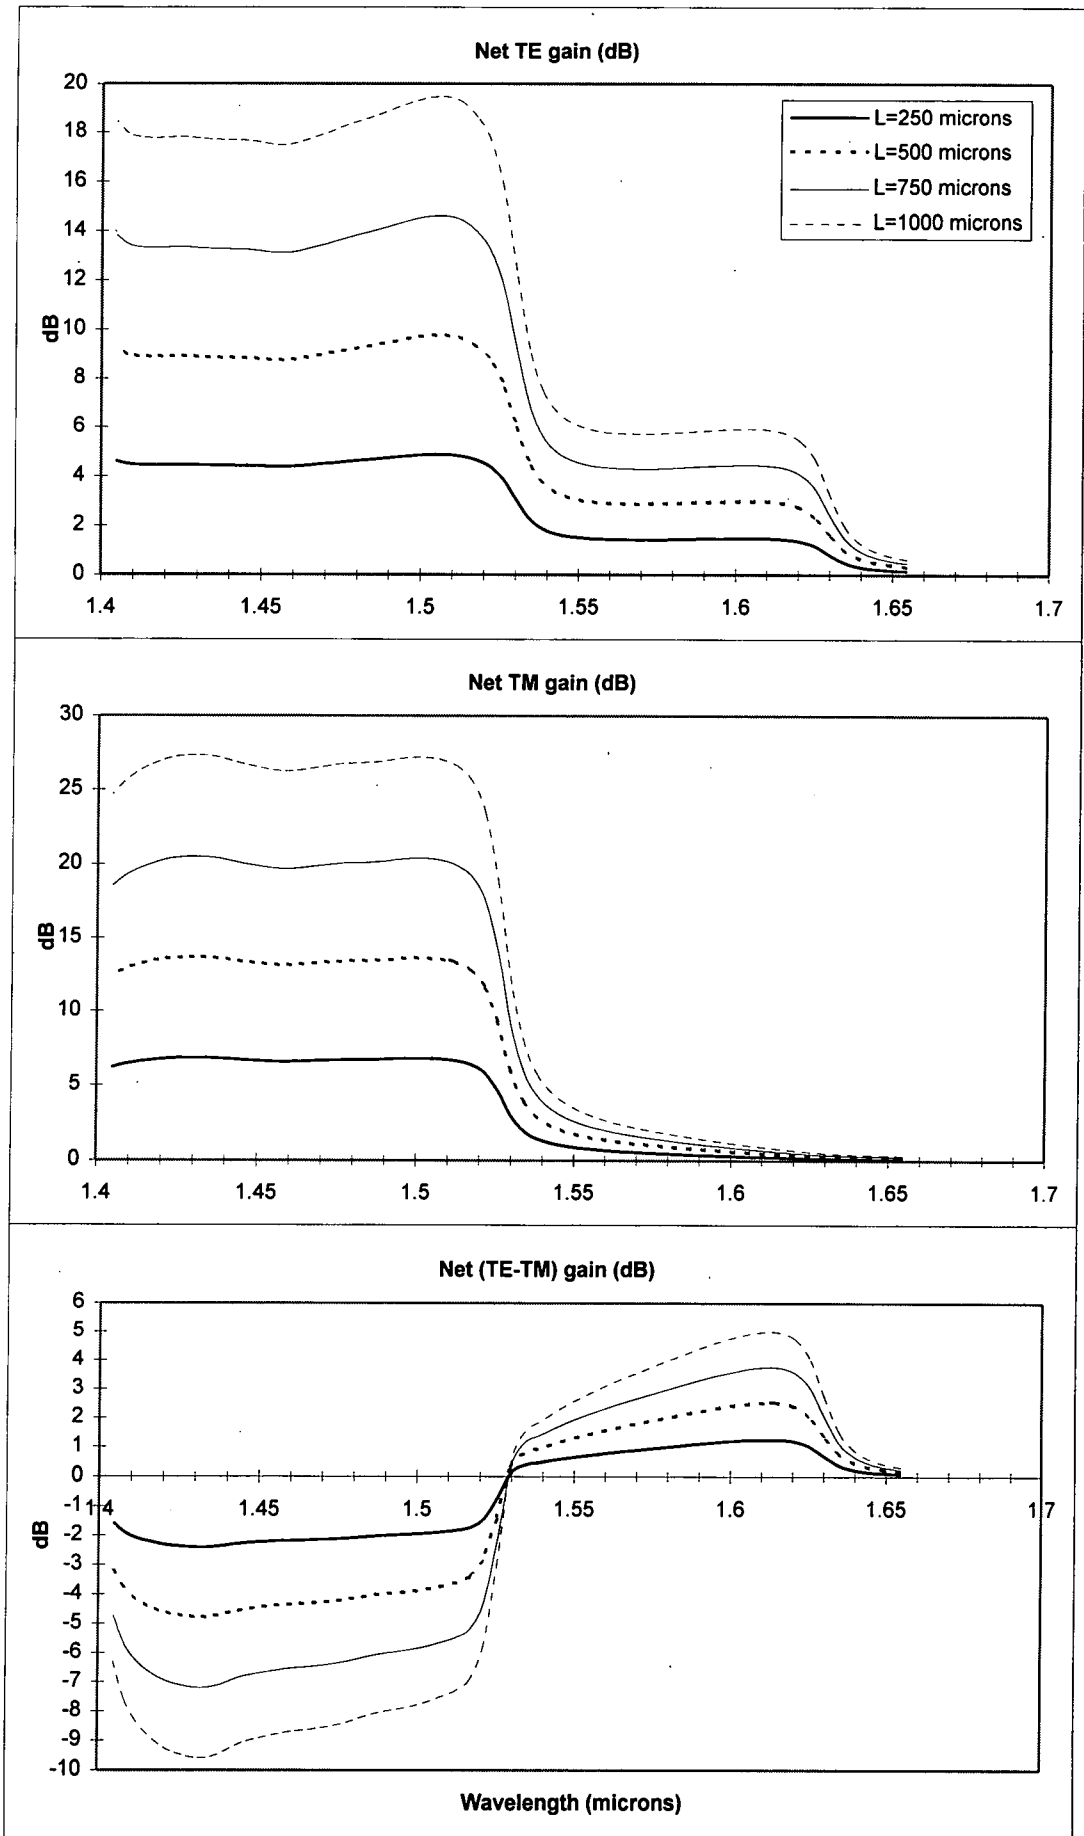 Net TE gain (dB)
20
18
16
14
12
10
8
6
4
2
0
dB
L=250 microns
L=500 microns
L=750 microns
L=1000 microns
1.4 1.45 1.5 1.55 1.6 1.65 1.7
Net TM gain (dB)
30
25
20
15
10
5
0
dB
1.4 1.45 1.5 1.55 1.6 1.65 1.7
Net (TE-TM) gain (dB)
6
5
4
3
2
1
0
-1
-2
-3
-4
-5
-6
-7
-8
-9
-10
dB
1.4 1.45 1.5 1.55 1.6 1.65 1.7
Wavelength (microns)